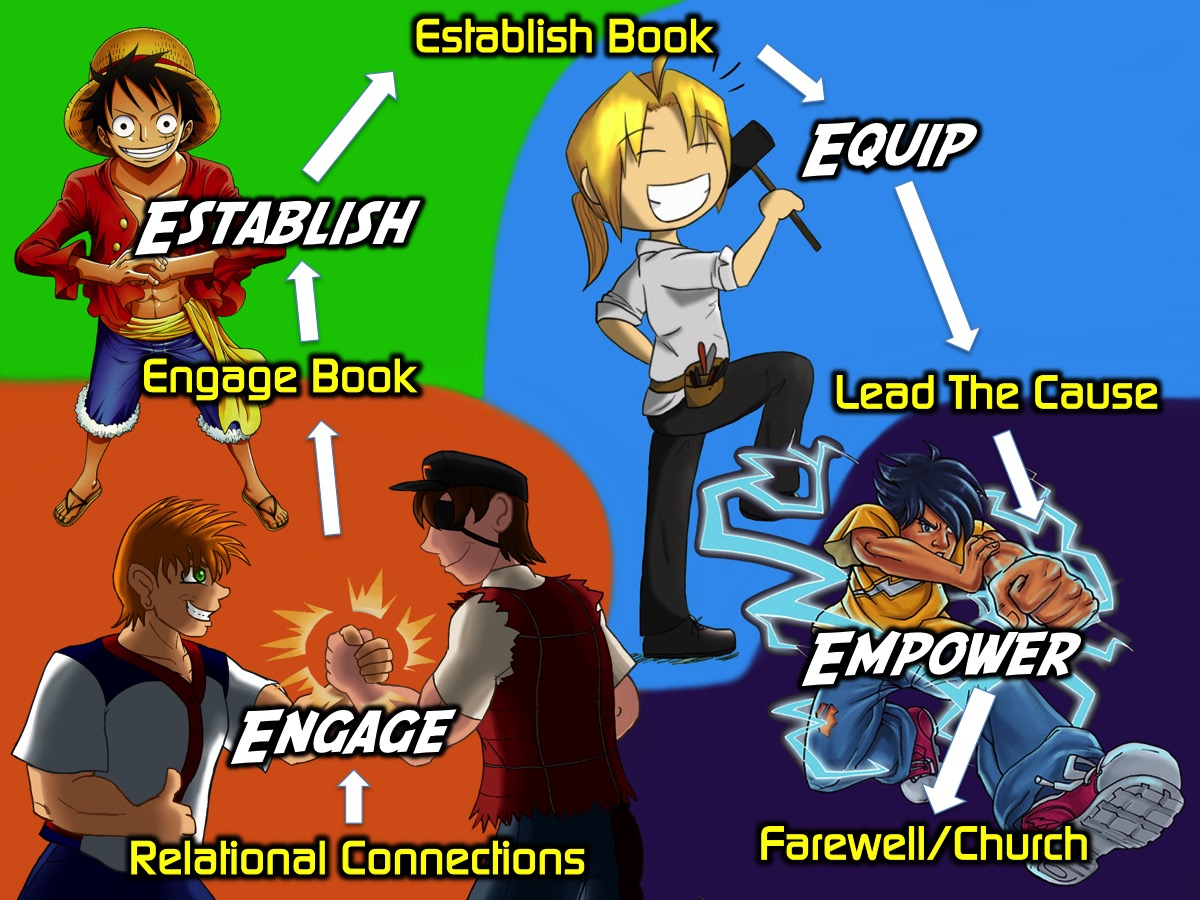 Establish Book
Equip
Establish
Engage Book
Lead The Cause
Empower
Engage
Farewell/Church
Relational Connections